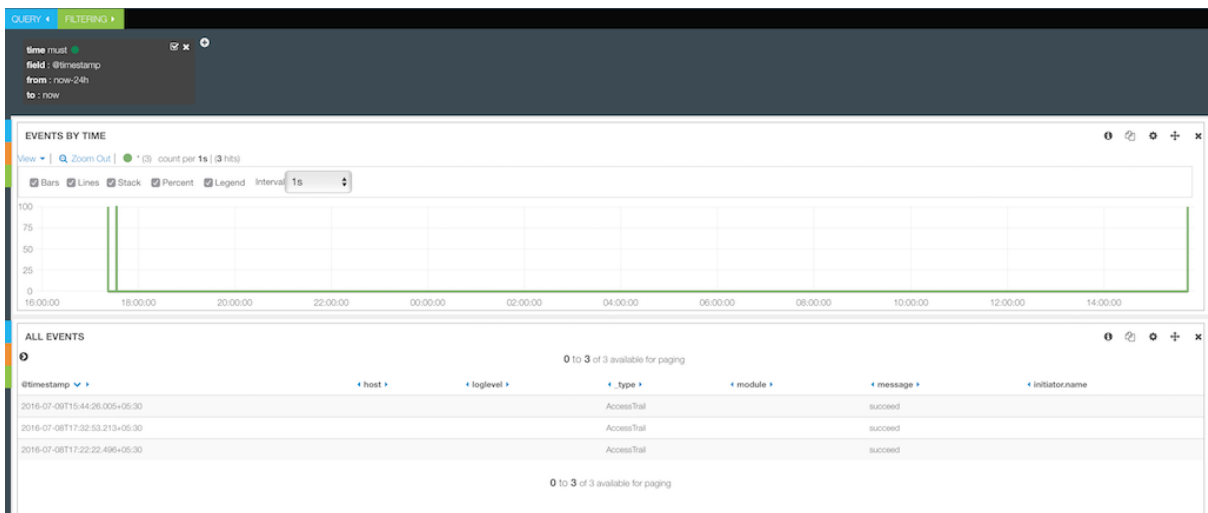 QUERY FILTERING
time must
field : @timestamp
from : now-24h
to : now
EVENTS BY TIME
View | Zoom Out | * (3) count per 1s | (3 hits)
Bars Lines Stack Percent Legend Interval 1s
100
75
50
25
0
16:00:00 18:00:00 20:00:00 22:00:00 00:00:00 02:00:00 04:00:00 06:00:00 08:00:00 10:00:00 12:00:00 14:00:00
ALL EVENTS
0 to 3 of 3 available for paging
@timestamp host loglevel _type module message initiator.name
2016-07-09T15:44:26.005+05:30 AccessTrail succeed
2016-07-08T17:32:53.213+05:30 AccessTrail succeed
2016-07-08T17:22:22.496+05:30 AccessTrail succeed
0 to 3 of 3 available for paging